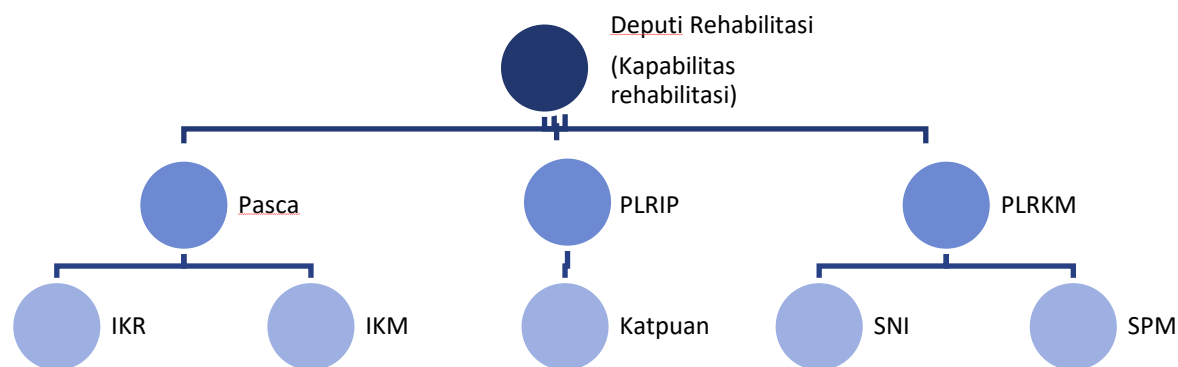 Deputi Rehabilitasi
(Kapabilitas
rehabilitasi)
Pasca
PLRIP
PLRKM
IKR
IKM
Katpuan
SNI
SPM